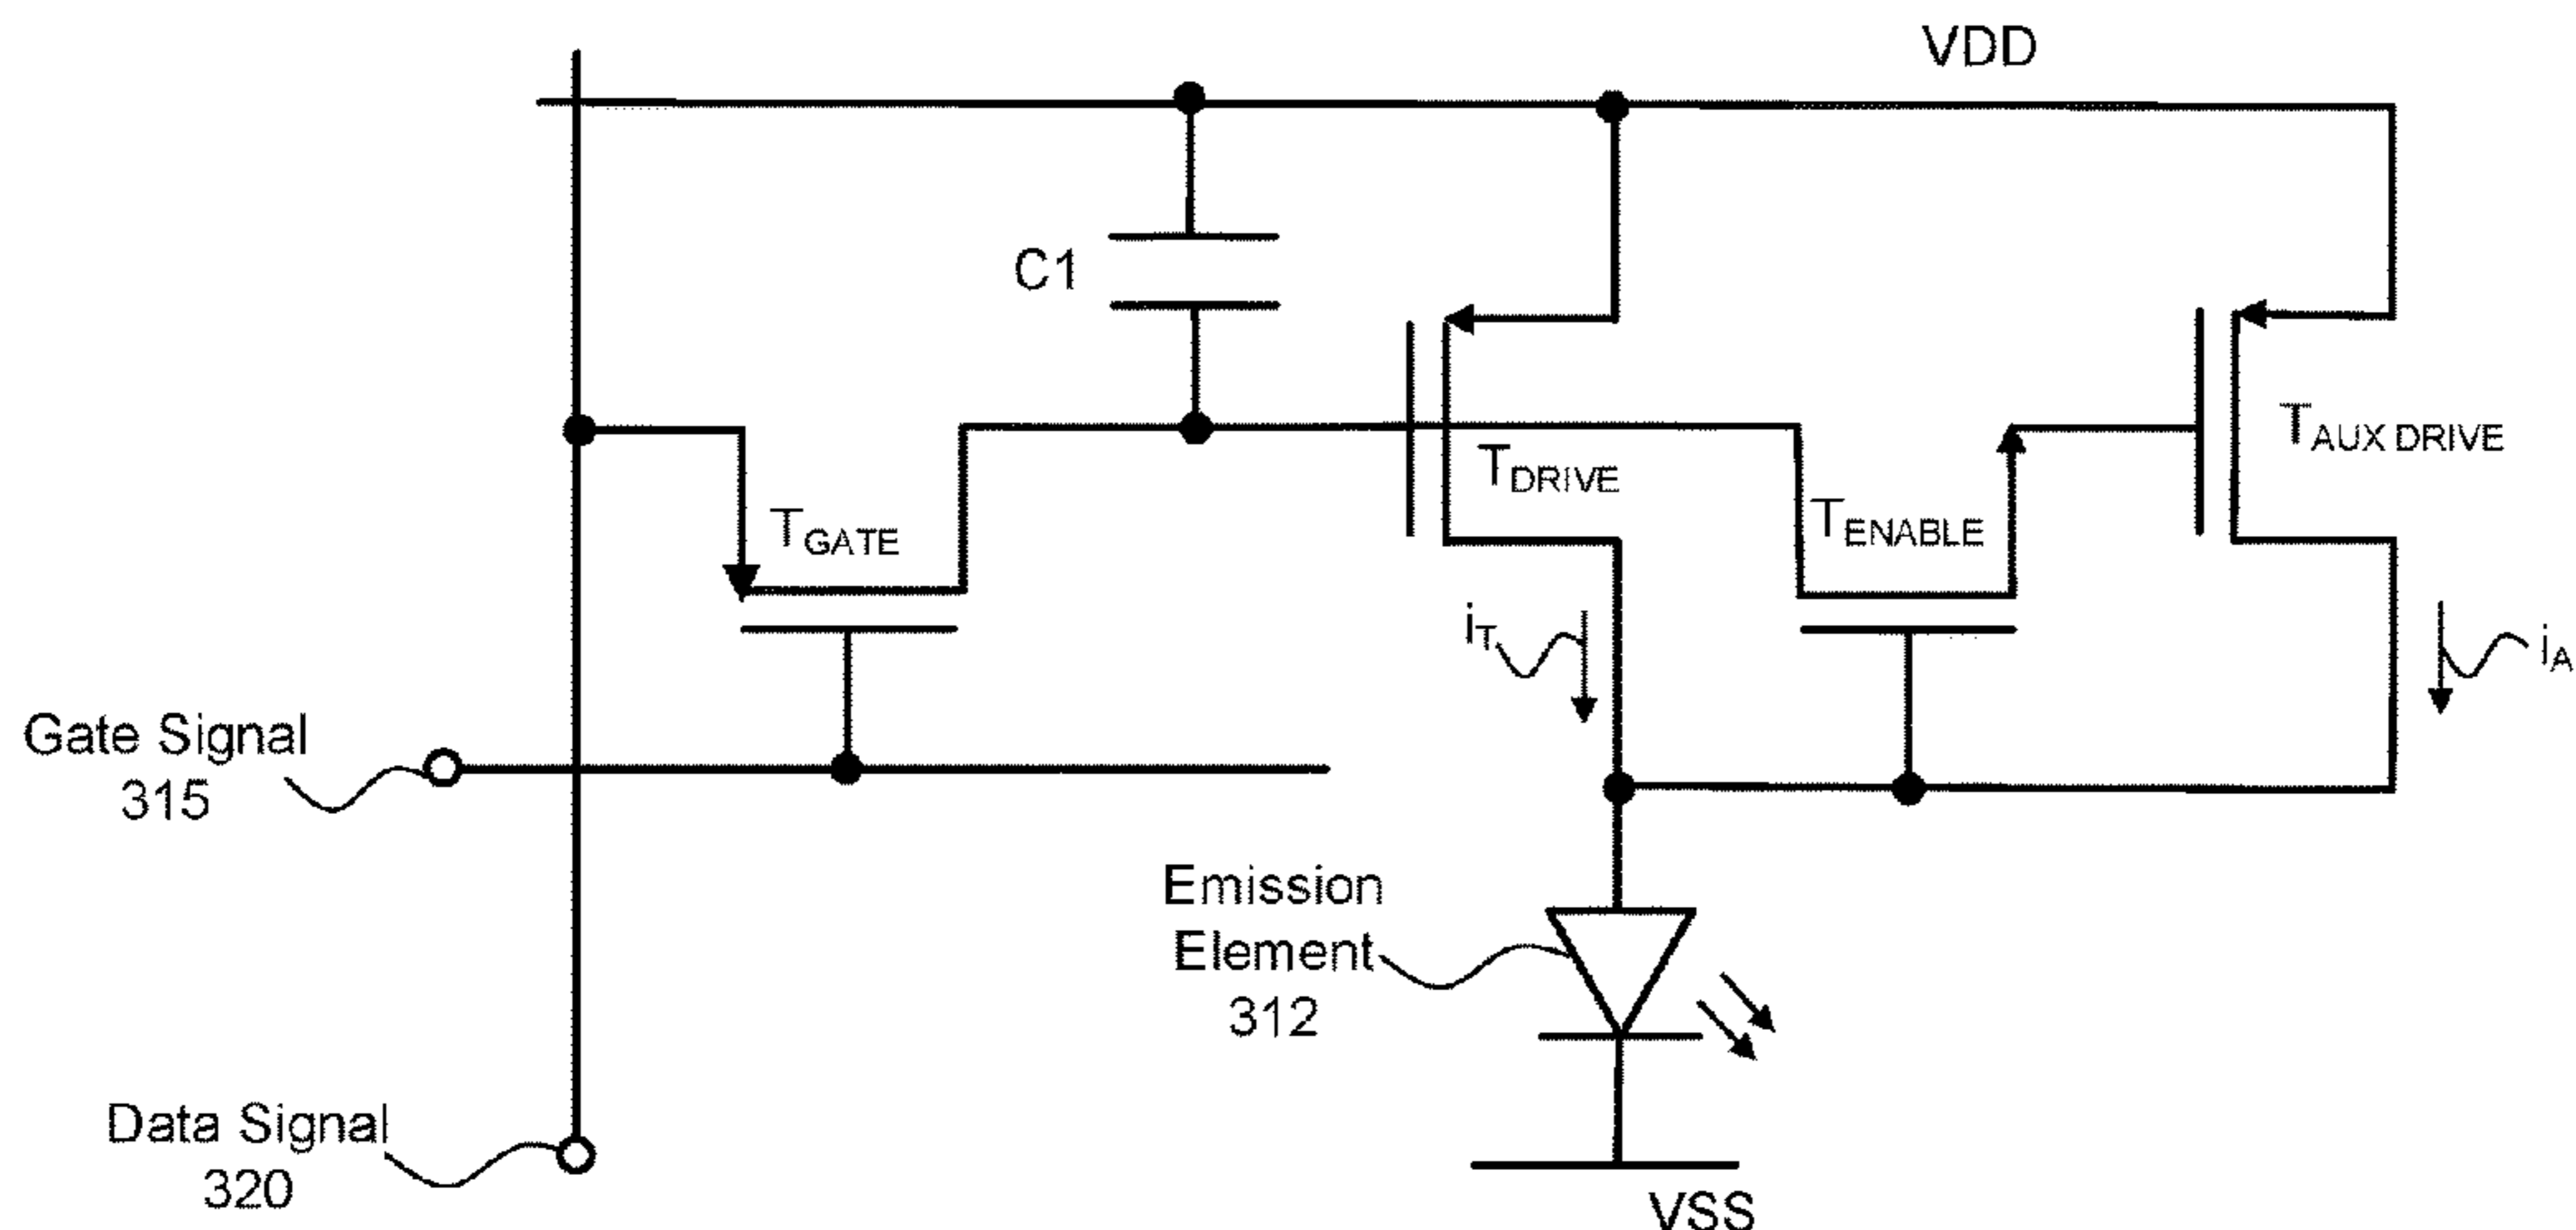 VDD
C1
TDRIVE
TAUX DRIVE
TGATE
TENABLE
iT
iA
Gate Signal
315
Emission
Element
312
Data Signal
320
VSS